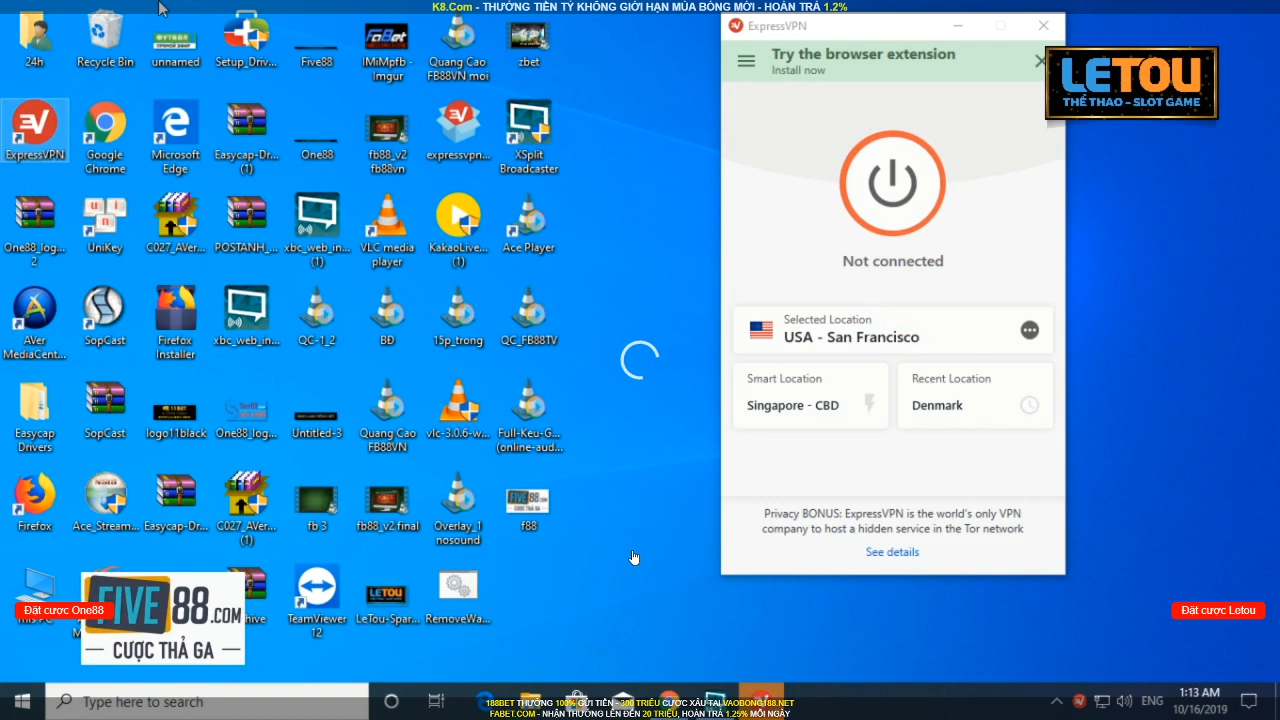 K8.Com - THƯỞNG TIỀN TỶ KHÔNG GIỚI HẠN MÙA BÓNG MỚI - HOÀN TRẢ 1.2%
24h
Recycle Bin
unnamed
Setup_Driv...
Five88
IMiMpfb - Imgur
Quang Cao FB88VN moi
zbet
ExpressVPN
Google Chrome
Microsoft Edge
Easycap-Dr... (1)
One88
fb88_v2 fb88vn
expressvpn...
XSplit Broadcaster
One88_log... 2
UniKey
C027_AVer...
POSTANH_...
xbc_web_in... (1)
VLC media player
KakaoLive... (1)
Ace Player
AVer MediaCent...
SopCast
Firefox Installer
xbc_web_in...
QC-1_2
BĐ
15p_trong
QC_FB88TV
Easycap Drivers
SopCast
logo11black
One88_log...
Untitled-3
Quang Cao FB88VN
vlc-3.0.6-w...
Full-Keu-G... (online-aud...
Firefox
Ace_Stream...
Easycap-Dr...
C027_AVer... (1)
fb 3
fb88_v2 final
Overlay_1 nosound
FIVE88.COM
f88
This PC
TeamViewer 12
LETOU
LeTou-Spar...
RemoveWa...
Đặt cược One88
FIVE88.COM
CƯỢC THẢ GA
ExpressVPN
Try the browser extension
Install now
Not connected
Selected Location
USA - San Francisco
Smart Location
Singapore - CBD
Recent Location
Denmark
Privacy BONUS: ExpressVPN is the world's only VPN
company to host a hidden service in the Tor network
See details
LETOU
THỂ THAO - SLOT GAME
Đặt cược Letou
Type here to search
188BET THƯỞNG 100% GỬI TIỀN - 300 TRIỆU CƯỢC XẤU TẠI VAOBONG188.NET
FABET.COM - NHẬN THƯỞNG LÊN ĐẾN 20 TRIỆU, HOÀN TRẢ 1.25% MỖI NGÀY
ENG
1:13 AM
10/16/2019